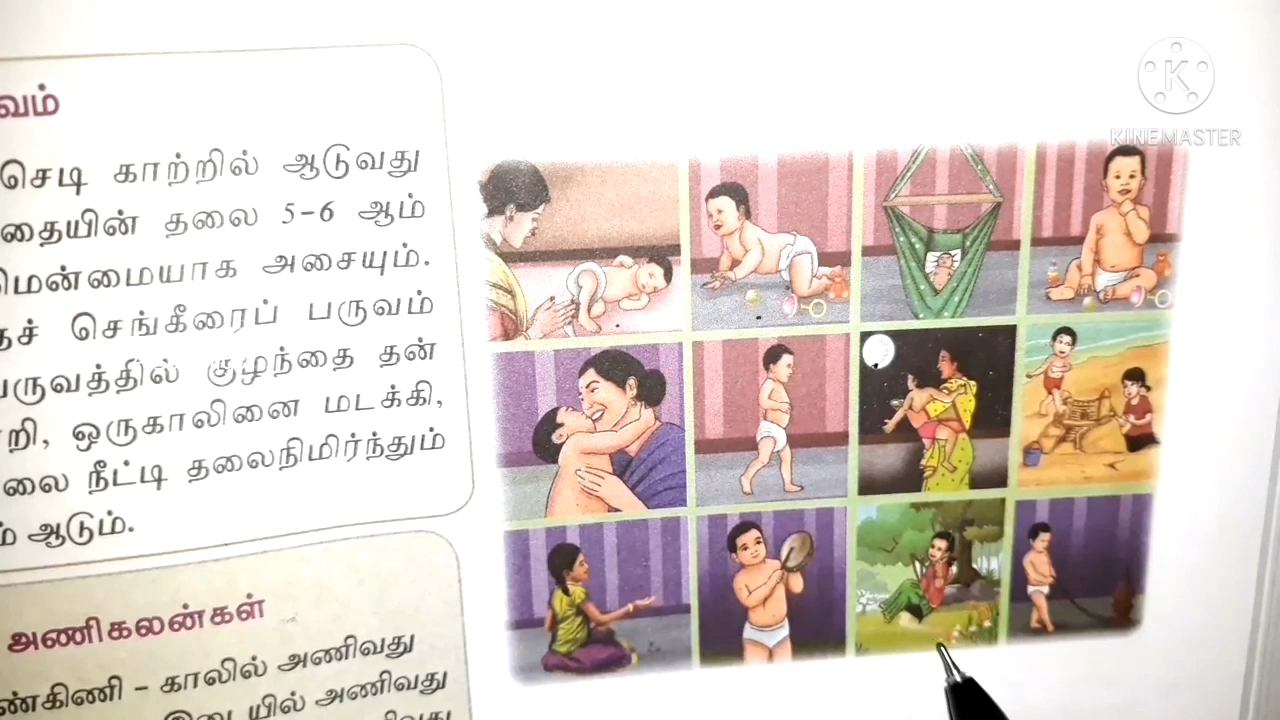 வம்
செடி காற்றில் ஆடுவது
தையின் தலை 5-6 ஆம்
மென்மையாக அசையும்.
தச் செங்கீரைப் பருவம்
பருவத்தில் குழந்தை தன்
றி, ஒருகாலினை மடக்கி,
லை நீட்டி தலைநிமிர்ந்தும்
ம் ஆடும்.
அணிகலன்கள்
ண்கிணி – காலில் அணிவது
இடையில் அணிவது
K
KINEMASTER